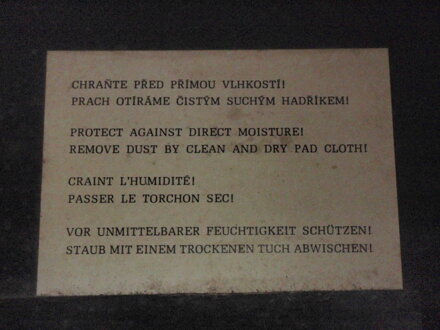 CHRAŇTE PŘED PŘÍMOU VLHKOSTÍ!
PRACH OTÍRÁME ČISTÝM SUCHÝM HADŘÍKEM!
PROTECT AGAINST DIRECT MOISTURE!
REMOVE DUST BY CLEAN AND DRY PAD CLOTH!
CRAINT L'HUMIDITÉ!
PASSER LE TORCHON SEC!
VOR UNMITTELBARER FEUCHTIGKEIT SCHÜTZEN!
STAUB MIT EINEM TROCKENEN TUCH ABWISCHEN!